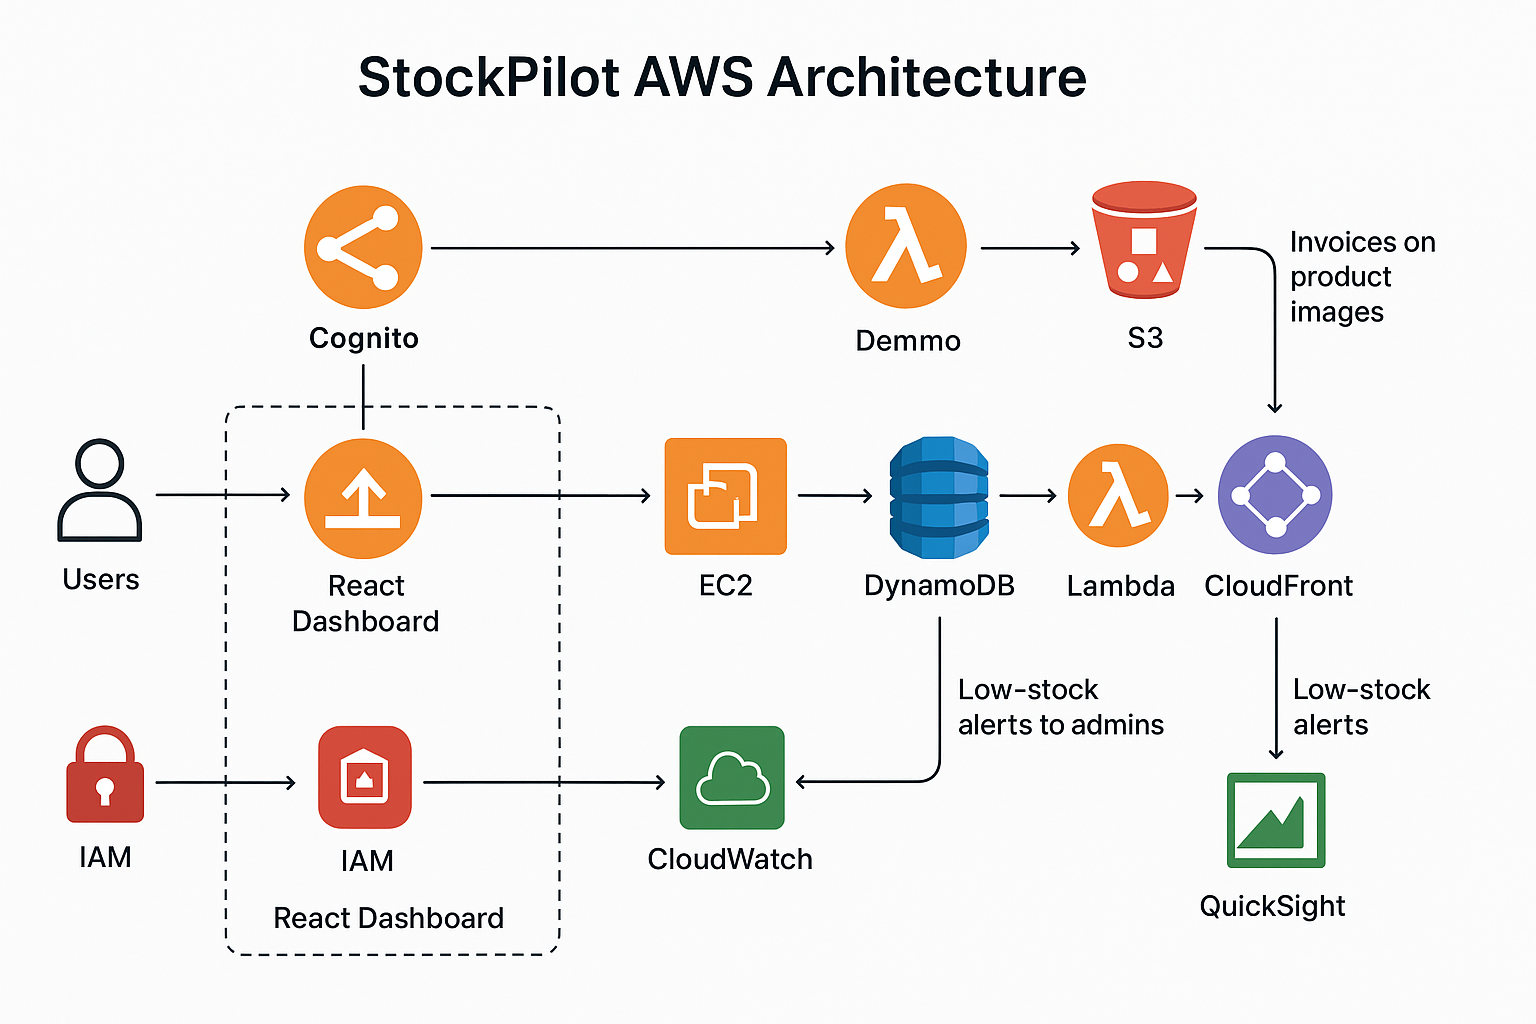 StockPilot AWS Architecture
Invoices on
product
images
Cognito
Demmo
S3
Users
React
Dashboard
EC2
DynamoDB
Lambda
CloudFront
Low-stock
alerts to admins
Low-stock
alerts
IAM
IAM
CloudWatch
React Dashboard
QuickSight